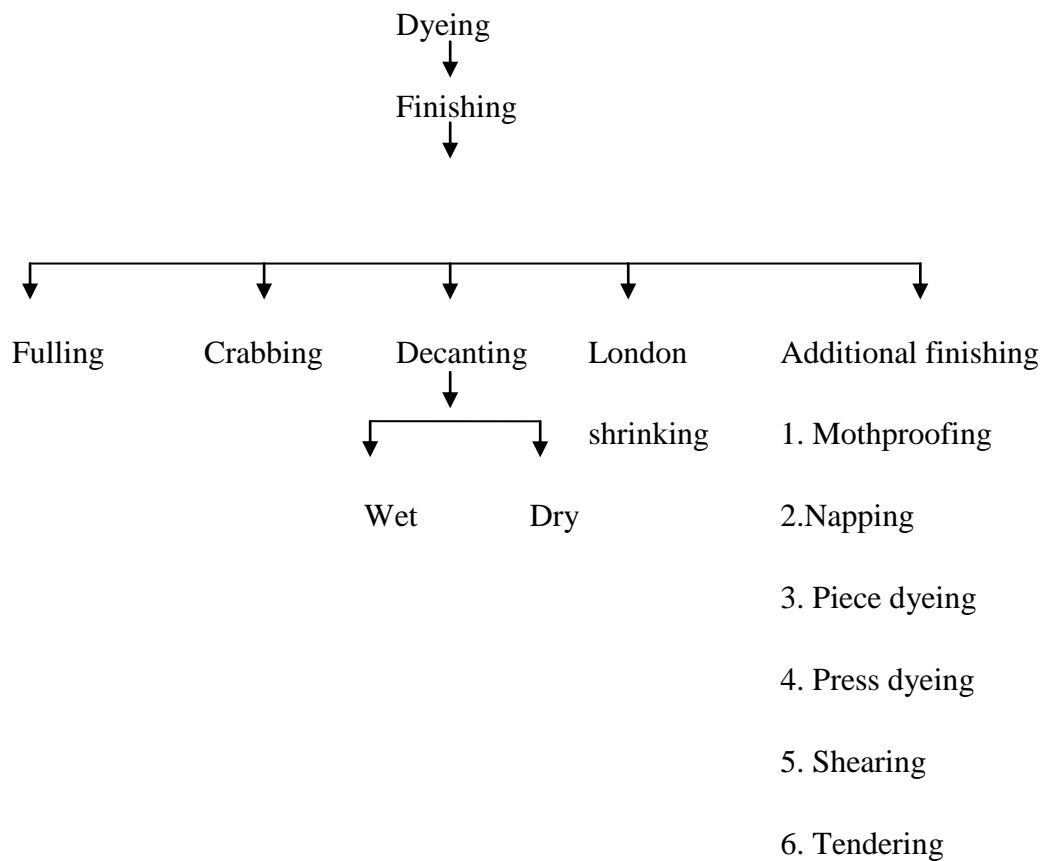 Dyeing
Finishing
Fulling Crabbing Decanting London Additional finishing
shrinking 1. Mothproofing
Wet Dry 2.Napping
3. Piece dyeing
4. Press dyeing
5. Shearing
6. Tendering